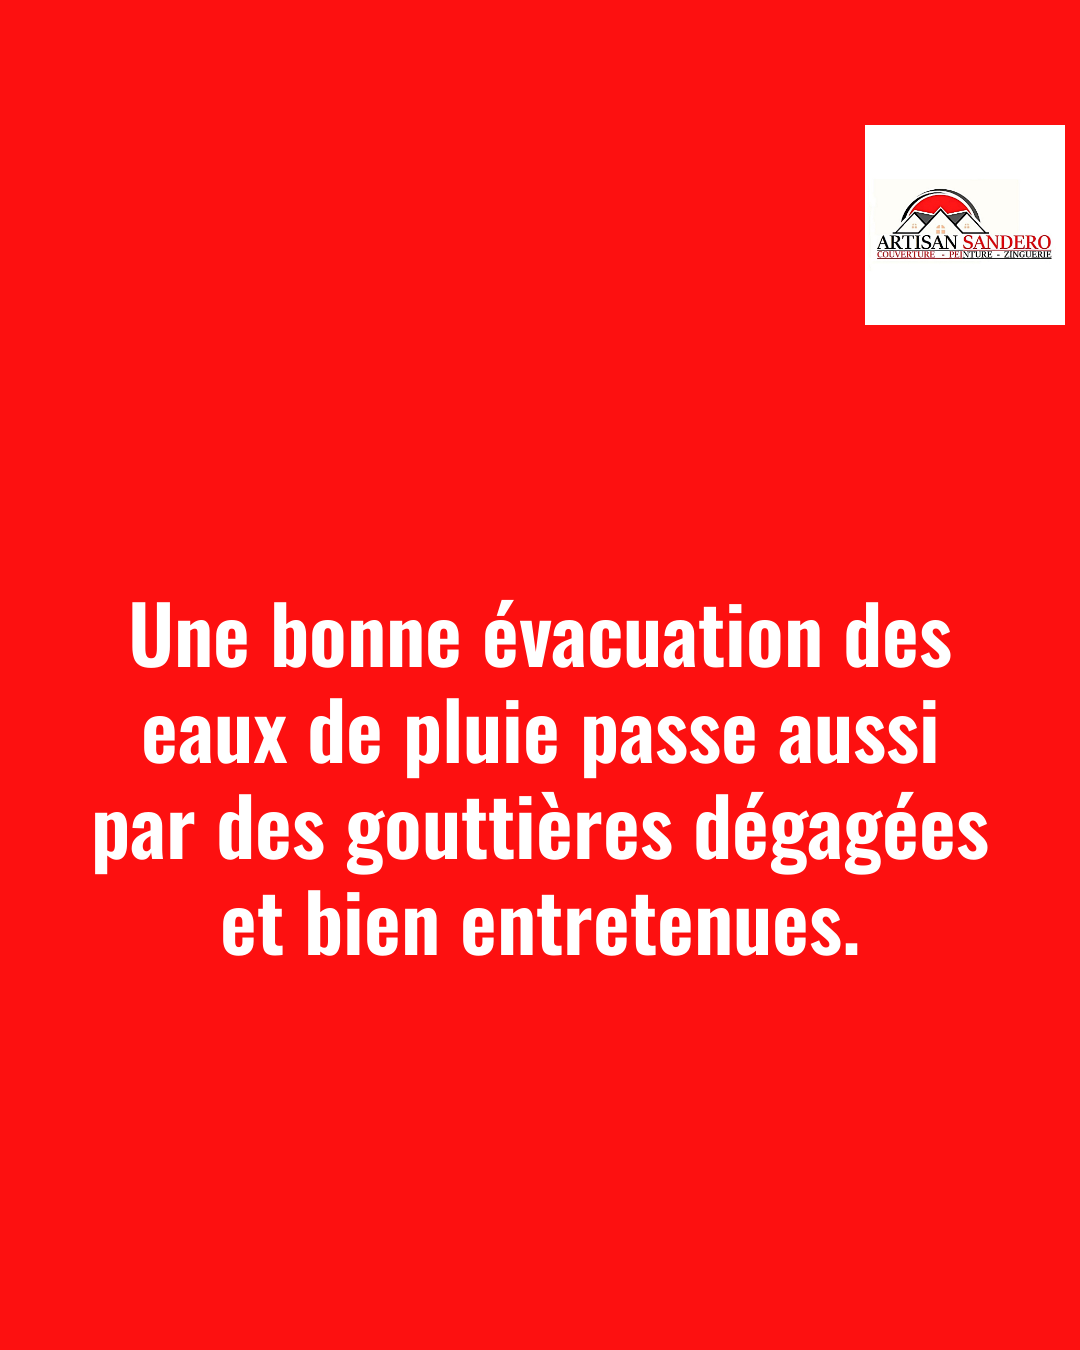 ARTISAN SANDERO
COUVERTURE - PEINTURE - ZINGUERIE
Une bonne évacuation des
eaux de pluie passe aussi
par des gouttières dégagées
et bien entretenues.